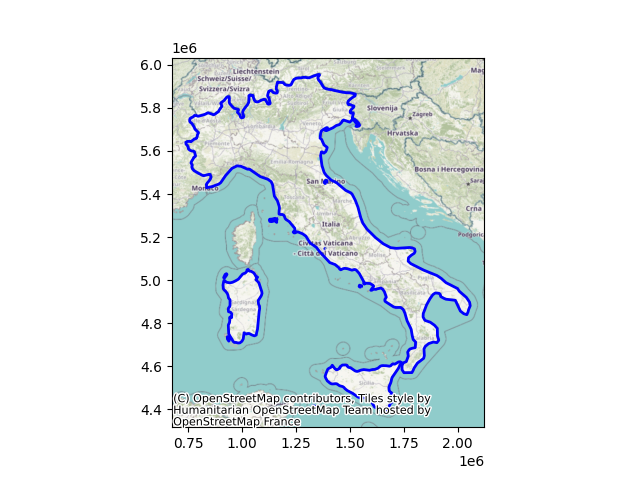 1e6
6.0
5.8
5.6
5.4
5.2
5.0
4.8
4.6
4.4
Liechtenstein
Schweiz/Suisse/
Svizzera/Svizra
Mag
Slovenija
Zagreb
Hrvatska
Bosna i Hercegovina
Saraj
Monaco
San Marino
Crna
Italia
Podgoric
Civitas Vaticana
- Città del Vaticano
Sicilia
(C) OpenStreetMap contributors, Tiles style by
Humanitarian OpenStreetMap Team hosted by
OpenStreetMap France
0.75 1.00 1.25 1.50 1.75 2.00
1e6